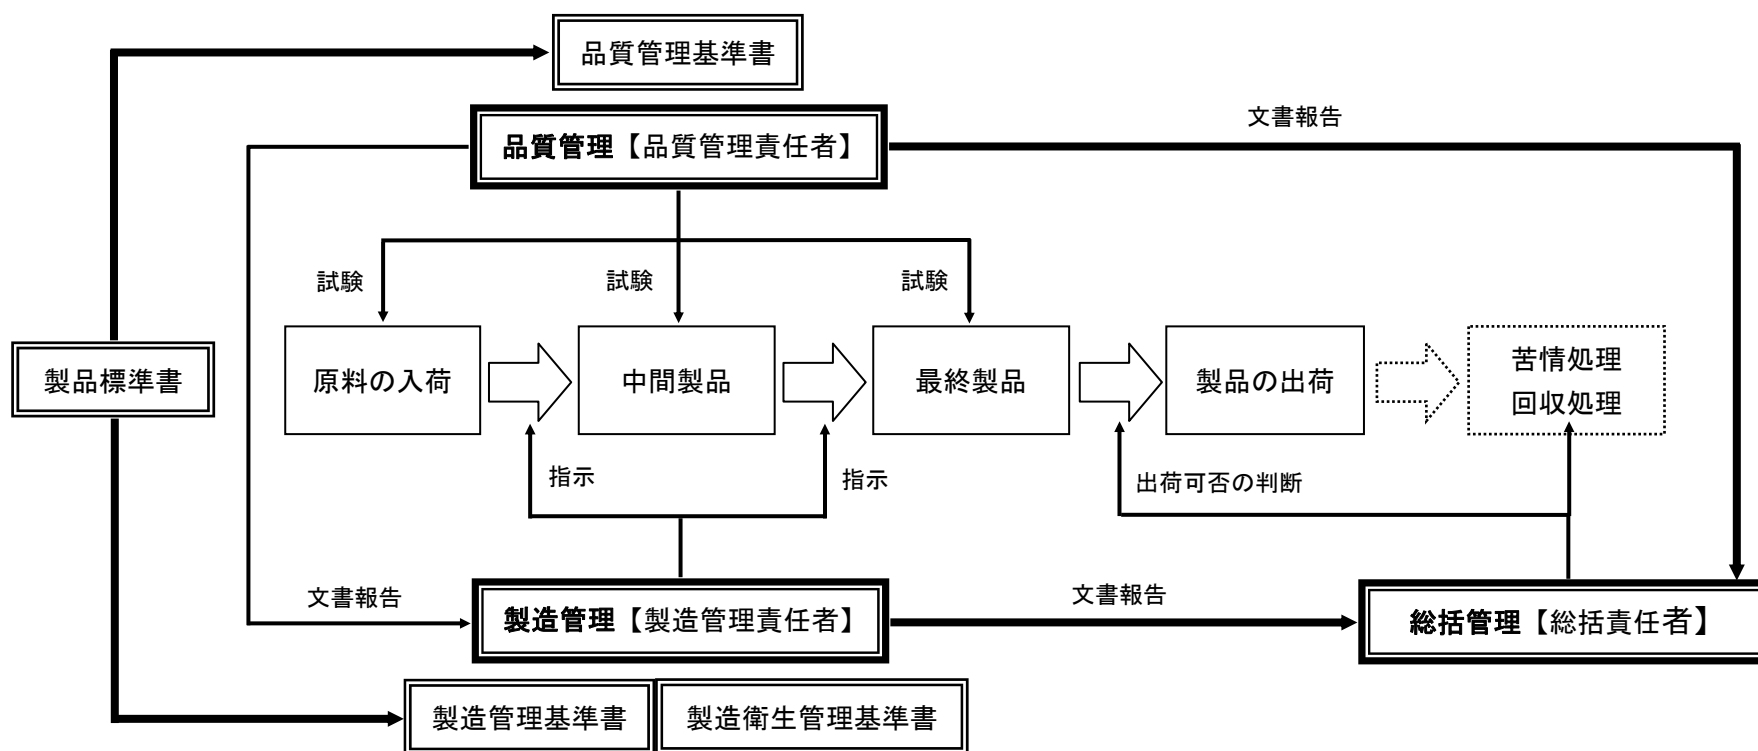 品質管理基準書
文書報告
品質管理【品質管理責任者】
試験
試験
試験
製品標準書
原料の入荷
中間製品
最終製品
製品の出荷
苦情処理
回収処理
指示
指示
出荷可否の判断
文書報告
文書報告
製造管理【製造管理責任者】
総括管理【総括責任者】
製造管理基準書
製造衛生管理基準書